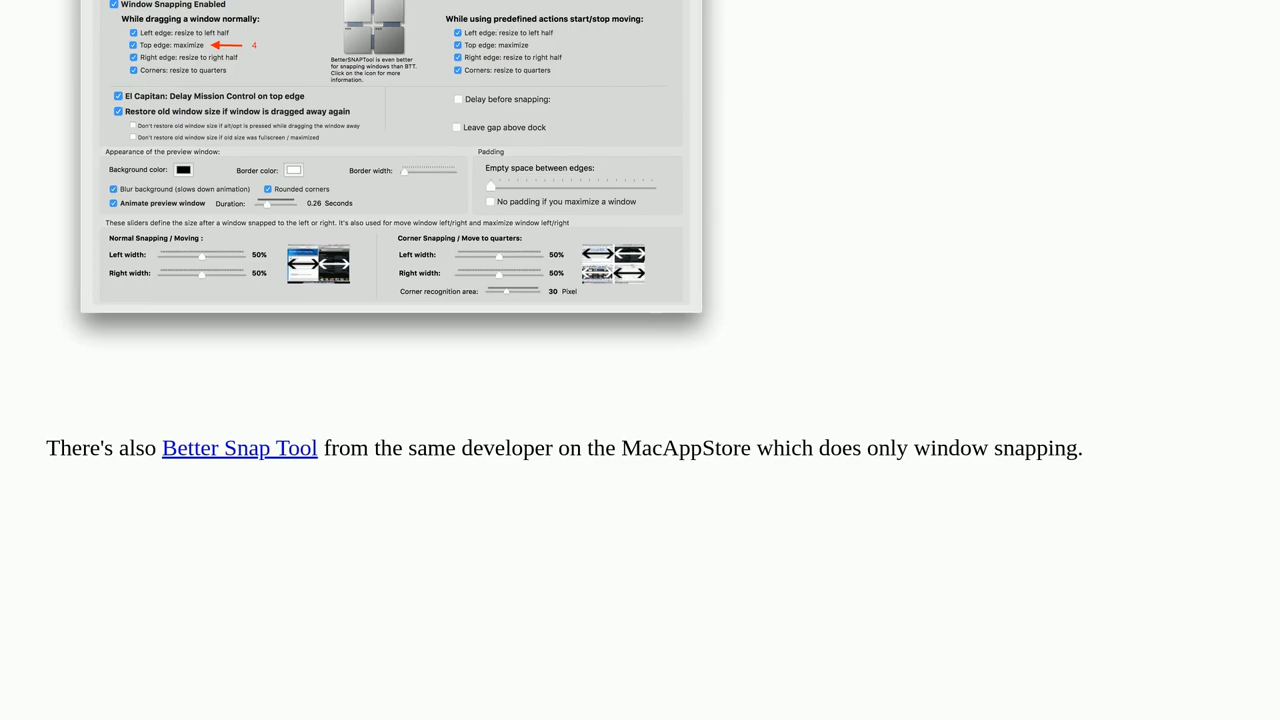 Window Snapping Enabled
While dragging a window normally:
Left edge: resize to left half
Top edge: maximize
4
Right edge: resize to right half
Corners: resize to quarters
BetterSNAPTool is even better
for snapping windows than BTT.
Click on the icon for more
information.
While using predefined actions start/stop moving:
Left edge: resize to left half
Top edge: maximize
Right edge: resize to right half
Corners: resize to quarters
El Capitan: Delay Mission Control on top edge
Restore old window size if window is dragged away again
Don't restore old window size if alt/opt is pressed while dragging the window away
Don't restore old window size if old size was fullscreen / maximized
Delay before snapping:
Leave gap above dock
Appearance of the preview window:
Background color:
Border color:
Border width:
Blur background (slows down animation)
Rounded corners
Animate preview window
Duration:
0.26 Seconds
Padding
Empty space between edges:
No padding if you maximize a window
These sliders define the size after a window snapped to the left or right. It's also used for move window left/right and maximize window left/right
Normal Snapping / Moving :
Left width:
50%
Right width:
50%
Corner Snapping / Move to quarters:
Left width:
50%
Right width:
50%
Corner recognition area:
30 Pixel
There's also Better Snap Tool from the same developer on the MacAppStore which does only window snapping.